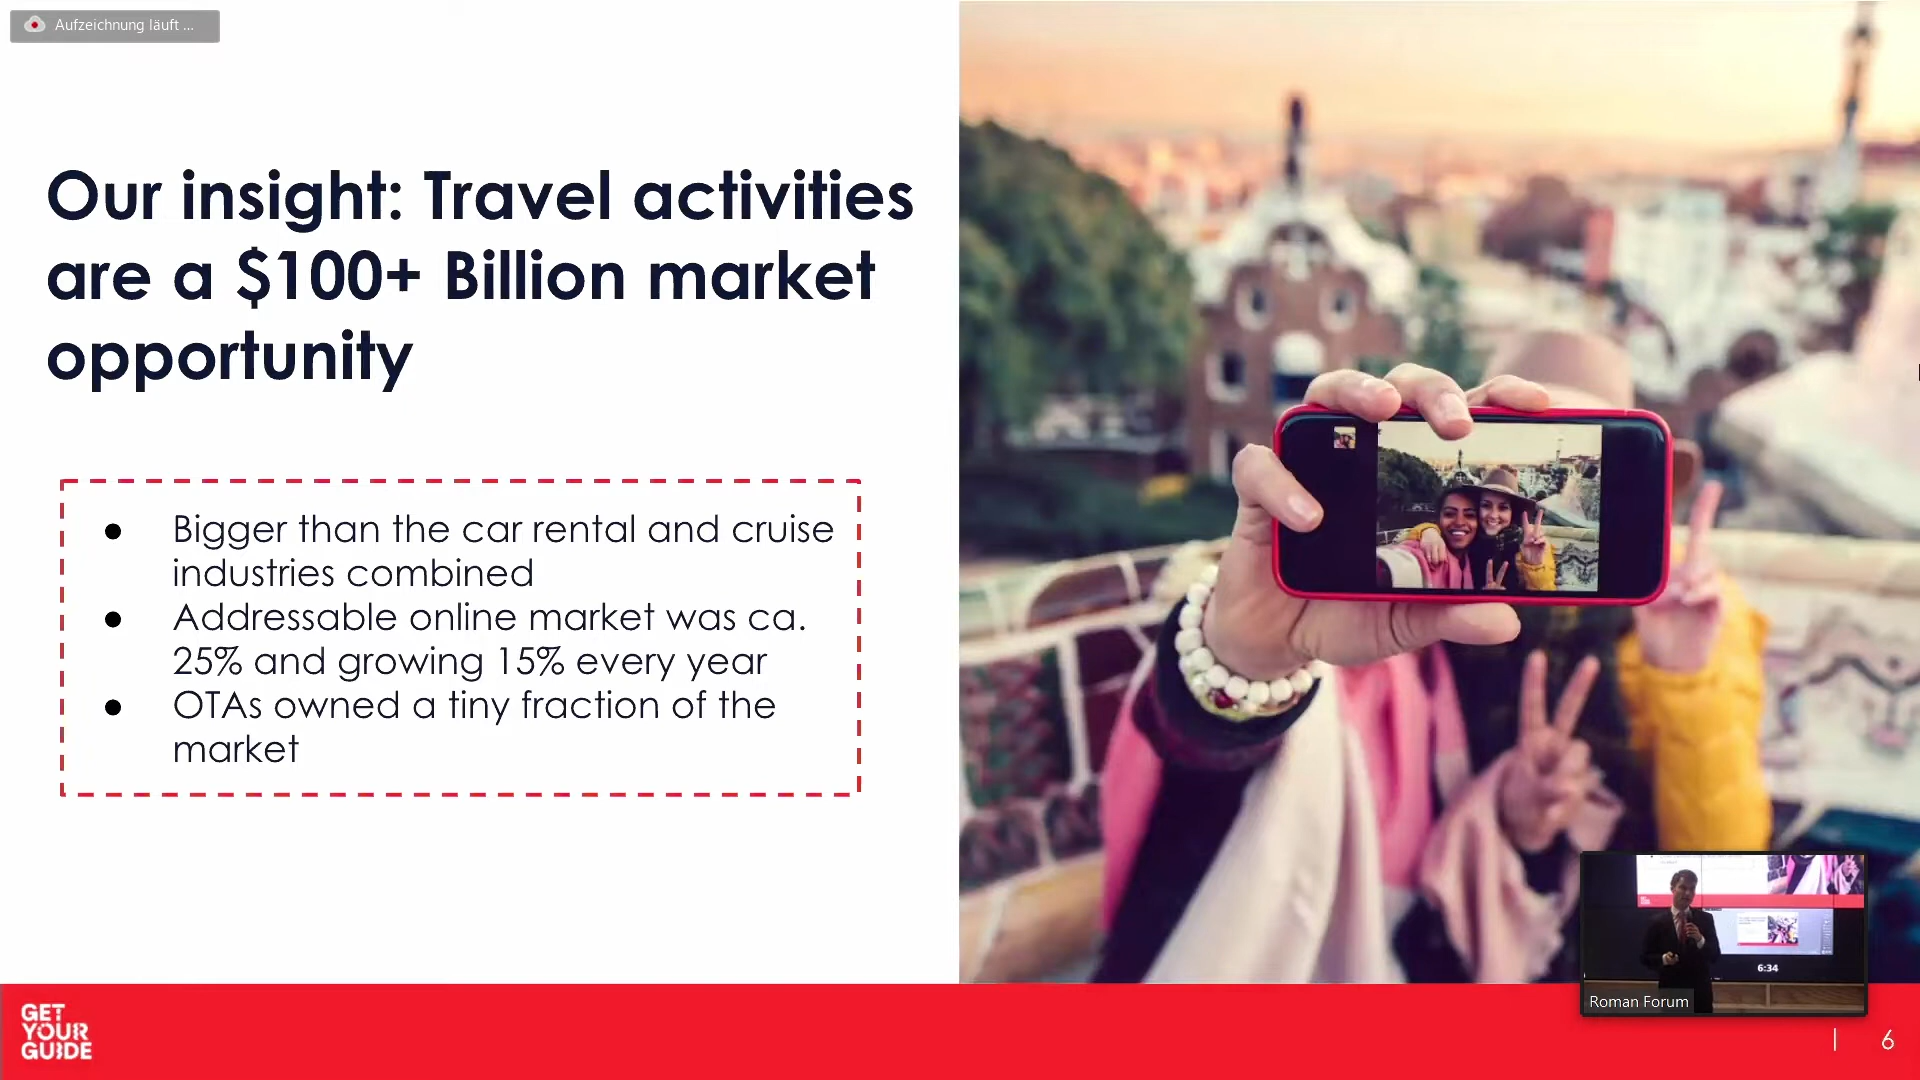 Aufzeichnung läuft ...
Our insight: Travel activities
are a $100+ Billion market
opportunity
● Bigger than the car rental and cruise
industries combined
● Addressable online market was ca.
25% and growing 15% every year
● OTAs owned a tiny fraction of the
market
6:34
Roman Forum
GET
YOUR
GUIDE
| 6